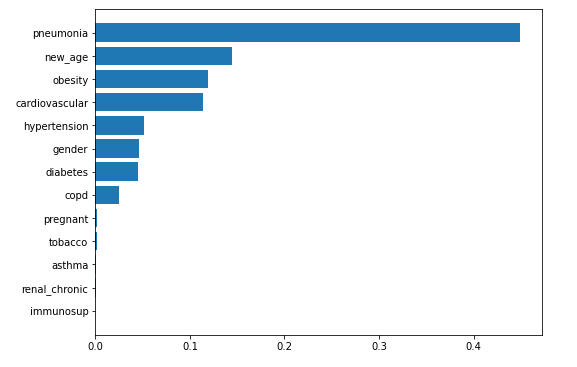 pneumonia
new_age
obesity
cardiovascular
hypertension
gender
diabetes
copd
pregnant
tobacco
asthma
renal_chronic
immunosup
0.0 0.1 0.2 0.3 0.4